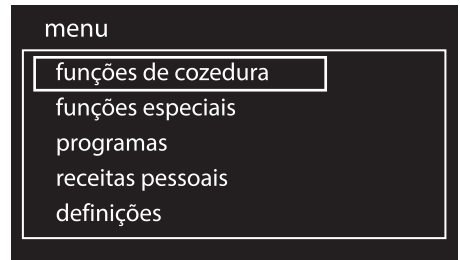 menu
funções de cozedura
funções especiais
programas
receitas pessoais
definições